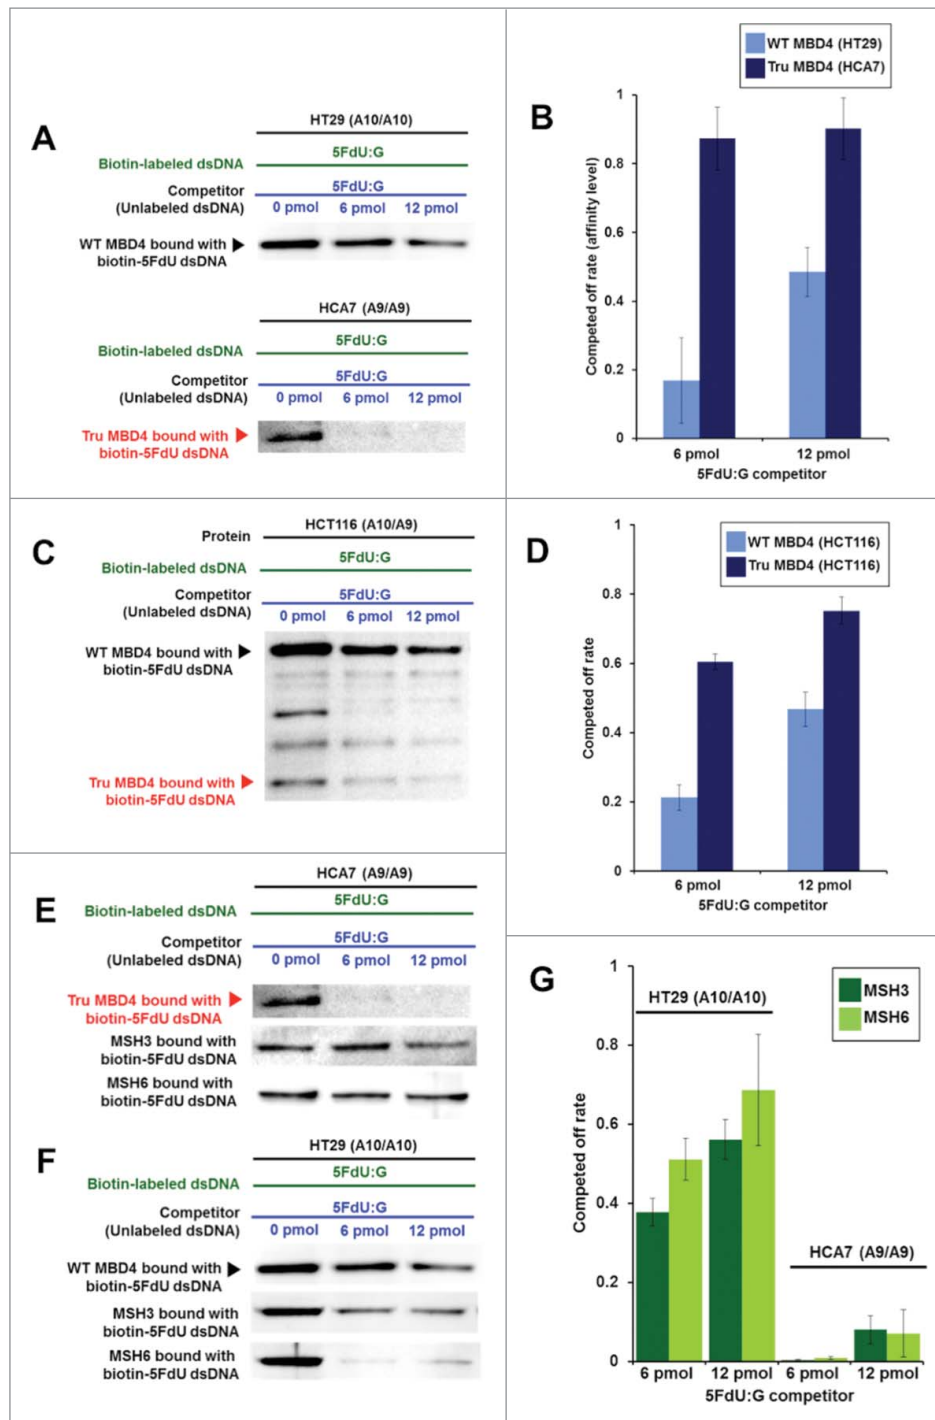 A
HT29 (A10/A10)
Biotin-labeled dsDNA
5FdU:G
Competitor
(Unlabeled dsDNA)
5FdU:G
0 pmol 6 pmol 12 pmol
WT MBD4 bound with
biotin-5FdU dsDNA
HCA7 (A9/A9)
Biotin-labeled dsDNA
5FdU:G
Competitor
(Unlabeled dsDNA)
5FdU:G
0 pmol 6 pmol 12 pmol
Tru MBD4 bound with
biotin-5FdU dsDNA
B
WT MBD4 (HT29)
Tru MBD4 (HCA7)
Competed off rate (affinity level)
1
0.8
0.6
0.4
0.2
0
6 pmol 12 pmol
5FdU:G competitor
C
Protein
HCT116 (A10/A9)
Biotin-labeled dsDNA
5FdU:G
Competitor
(Unlabeled dsDNA)
5FdU:G
0 pmol 6 pmol 12 pmol
WT MBD4 bound with
biotin-5FdU dsDNA
Tru MBD4 bound with
biotin-5FdU dsDNA
D
WT MBD4 (HCT116)
Tru MBD4 (HCT116)
Competed off rate
1
0.8
0.6
0.4
0.2
0
6 pmol 12 pmol
5FdU:G competitor
E
HCA7 (A9/A9)
Biotin-labeled dsDNA
5FdU:G
Competitor
(Unlabeled dsDNA)
5FdU:G
0 pmol 6 pmol 12 pmol
Tru MBD4 bound with
biotin-5FdU dsDNA
MSH3 bound with
biotin-5FdU dsDNA
MSH6 bound with
biotin-5FdU dsDNA
F
HT29 (A10/A10)
Biotin-labeled dsDNA
5FdU:G
Competitor
(Unlabeled dsDNA)
5FdU:G
0 pmol 6 pmol 12 pmol
WT MBD4 bound with
biotin-5FdU dsDNA
MSH3 bound with
biotin-5FdU dsDNA
MSH6 bound with
biotin-5FdU dsDNA
G
HT29 (A10/A10)
MSH3
MSH6
HCA7 (A9/A9)
Competed off rate
1
0.8
0.6
0.4
0.2
0
6 pmol 12 pmol 6 pmol 12 pmol
5FdU:G competitor